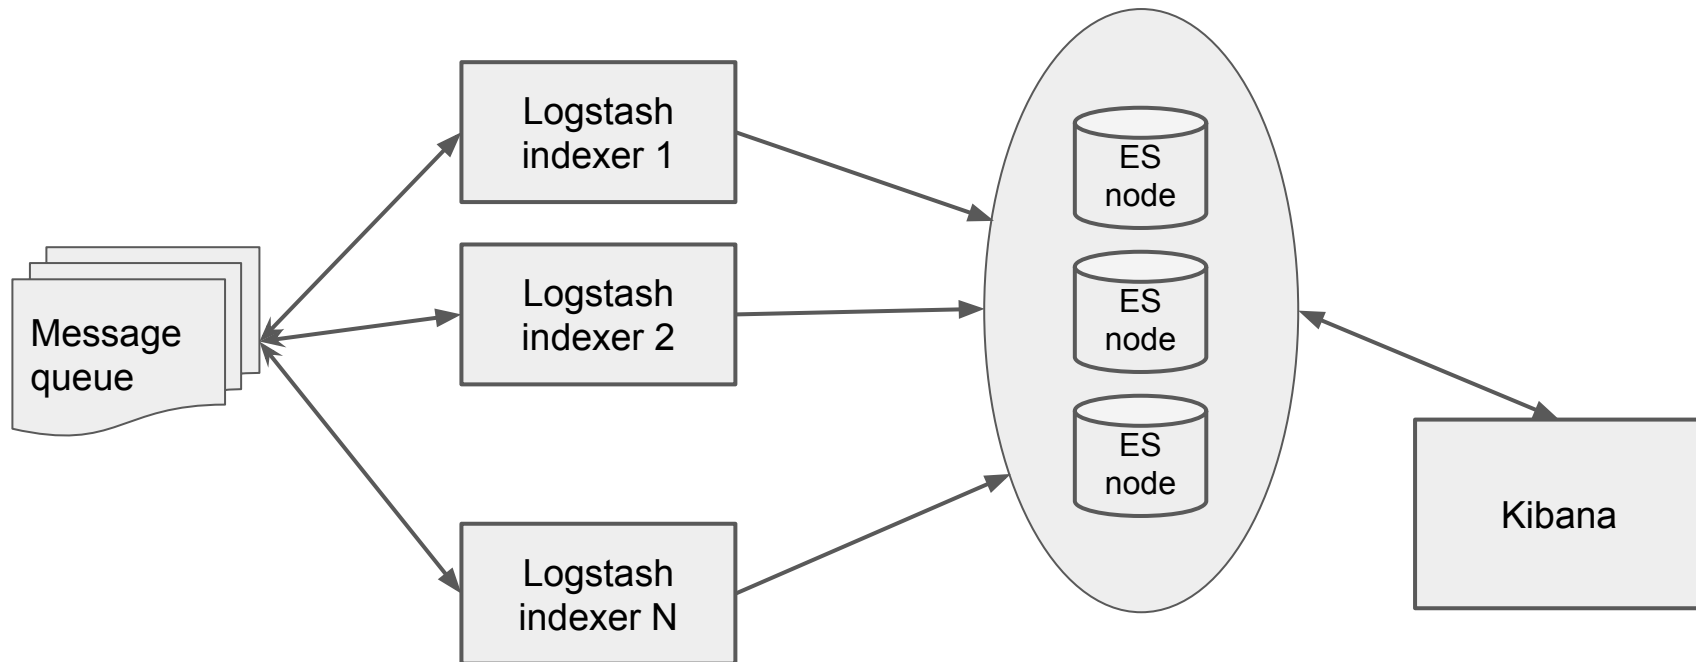 Message
queue
Logstash
indexer 1
Logstash
indexer 2
Logstash
indexer N
ES
node
ES
node
ES
node
Kibana